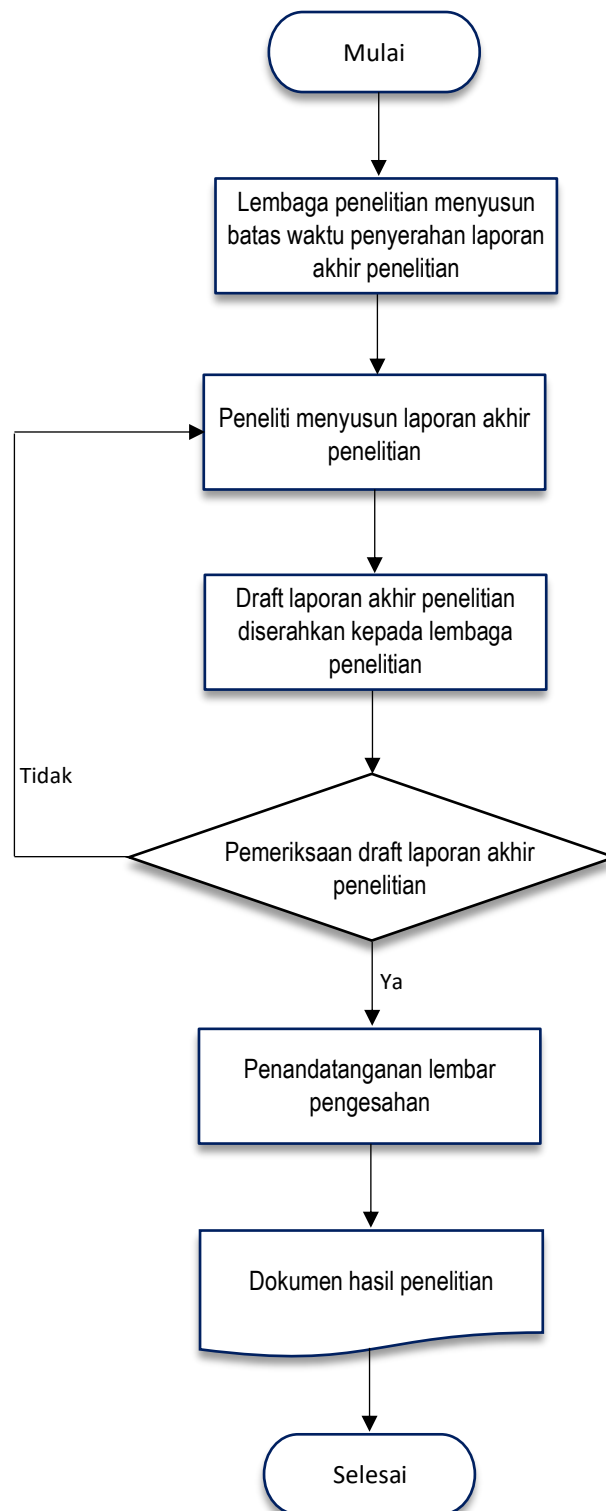 Mulai
Lembaga penelitian menyusun
batas waktu penyerahan laporan
akhir penelitian
Peneliti menyusun laporan akhir
penelitian
Draft laporan akhir penelitian
diserahkan kepada lembaga
penelitian
Tidak
Pemeriksaan draft laporan akhir
penelitian
Ya
Penandatanganan lembar
pengesahan
Dokumen hasil penelitian
Selesai